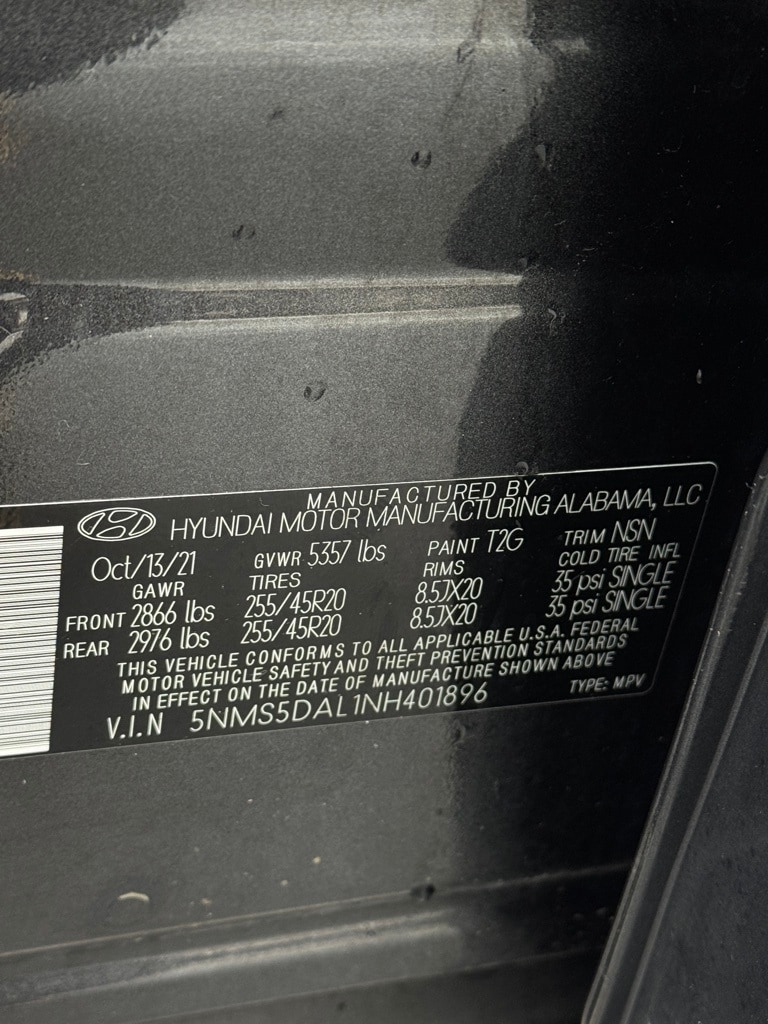 MANUFACTURED BY
HYUNDAI MOTOR MANUFACTURING ALABAMA, LLC
Oct/13/21 GVWR 5357 lbs PAINT T2G TRIM NSN
GAWR TIRES RIMS COLD TIRE INFL
FRONT 2866 lbs 255/45R20 8.5JX20 35 psi SINGLE
REAR 2976 lbs 255/45R20 8.5JX20 35 psi SINGLE
THIS VEHICLE CONFORMS TO ALL APPLICABLE U.S.A. FEDERAL
MOTOR VEHICLE SAFETY AND THEFT PREVENTION STANDARDS
IN EFFECT ON THE DATE OF MANUFACTURE SHOWN ABOVE
V.I.N 5NMS5DAL1NH401896 TYPE: MPV